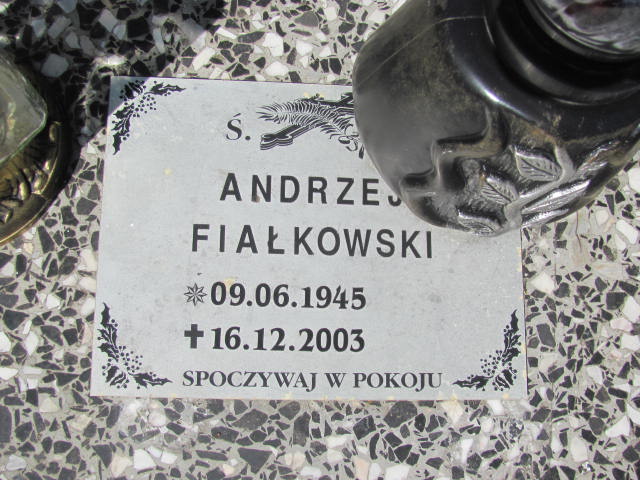 Ś.
ANDRZEJ
FIAŁKOWSKI
09.06.1945
16.12.2003
SPOCZYWAJ W POKOJU